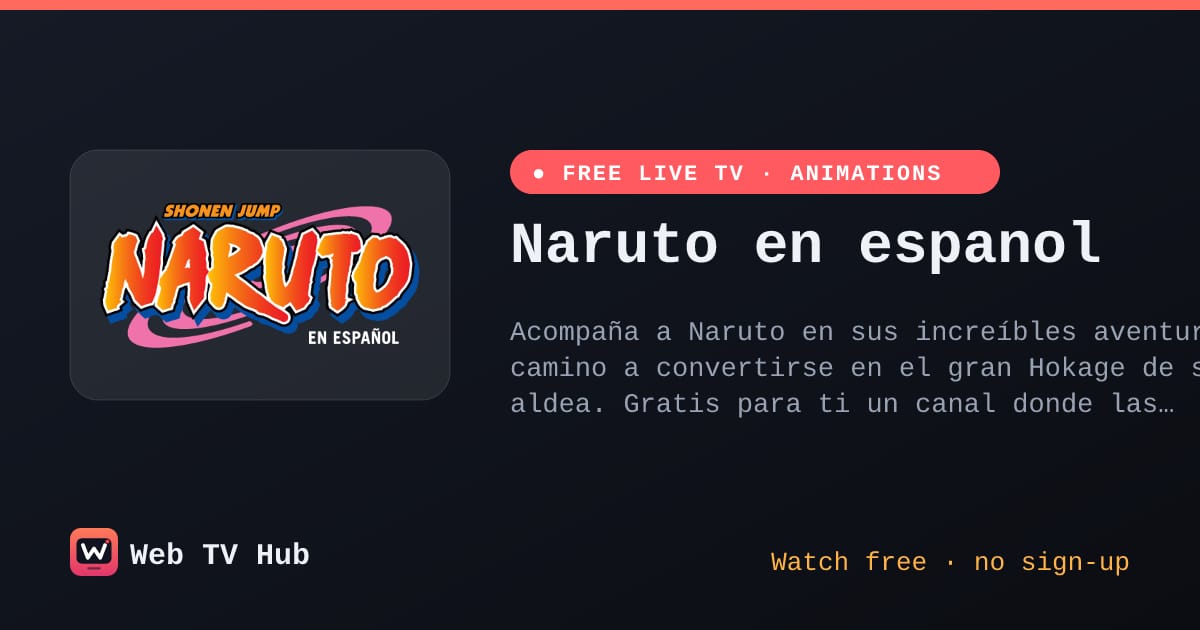 SHONEN JUMP
NARUTO
EN ESPAÑOL
● FREE LIVE TV · ANIMATIONS
Naruto en espanol
Acompaña a Naruto en sus increíbles aventur
camino a convertirse en el gran Hokage de s
aldea. Gratis para ti un canal donde las…
W
Web TV Hub
Watch free · no sign-up